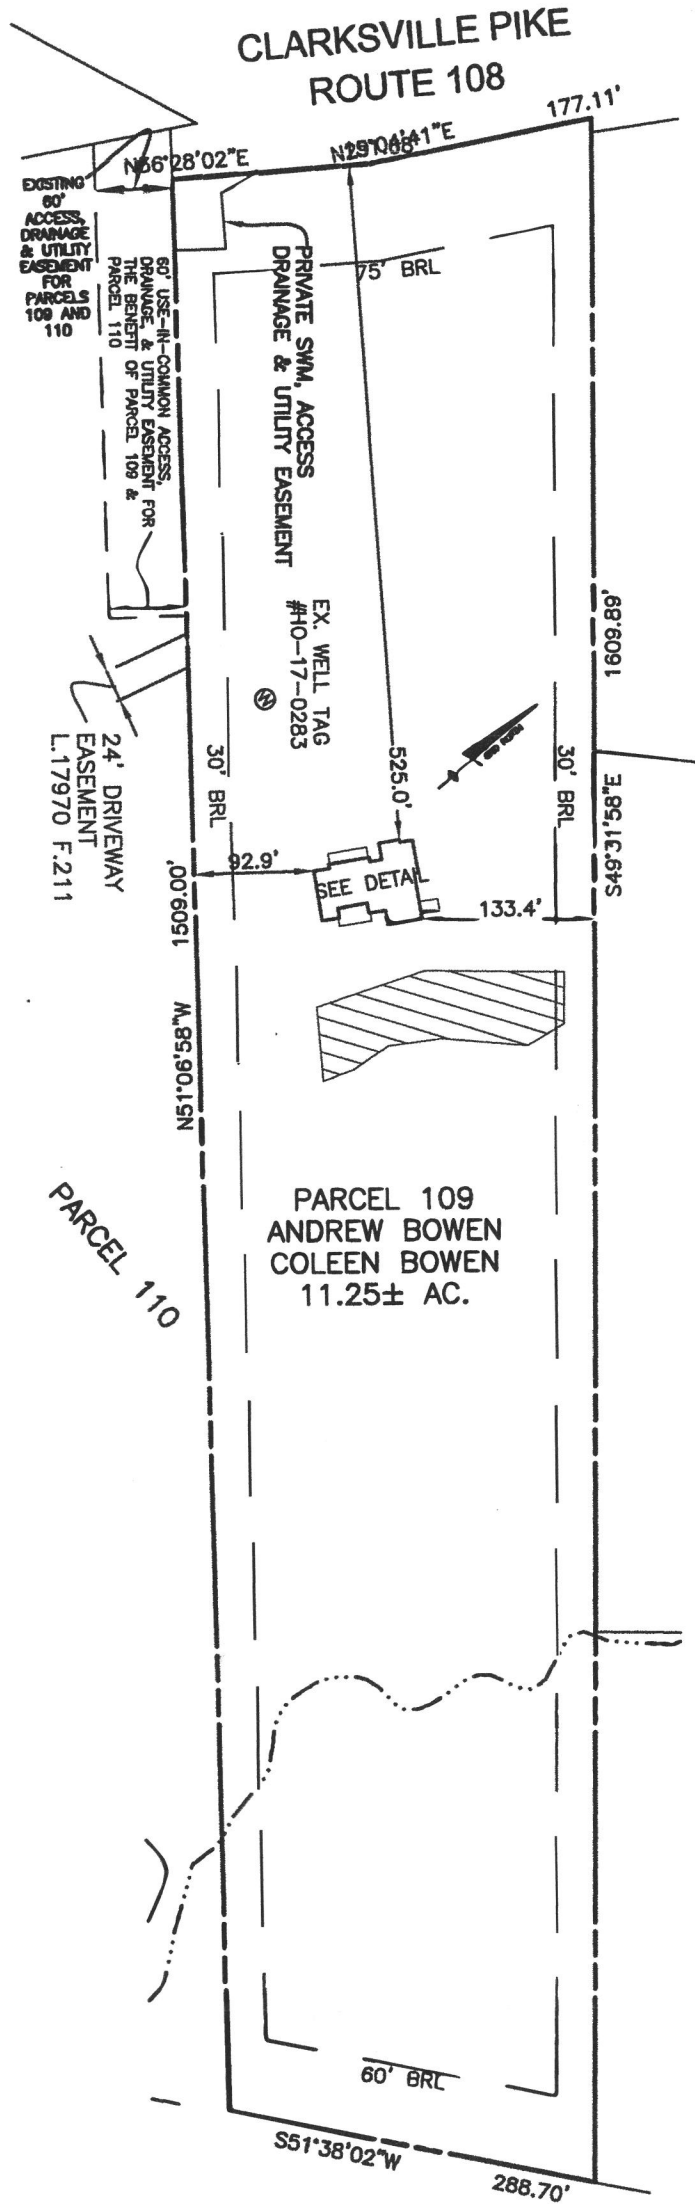 CLARKSVILLE PIKE
ROUTE 108
177.11'
N56°28'02"E
EXISTING
60'
ACCESS,
DRAINAGE
& UTILITY
EASEMENT
FOR
PARCELS
109 AND
110
60' USE-IN-COMMON ACCESS,
DRAINAGE, & UTILITY EASEMENT FOR
THE BENEFIT OF PARCEL 109 &
PARCEL 110
PRIVATE SWM, ACCESS
DRAINAGE & UTILITY EASEMENT
75' BRL
EX. WELL TAG
#HO-17-0283
W
1609.89'
24' DRIVEWAY
EASEMENT
L.17970 F.211
30' BRL
525.0'
30' BRL
S49°31'58"E
92.9'
SEE DETAIL
133.4'
1509.00'
N51°06'58"W
PARCEL 110
PARCEL 109
ANDREW BOWEN
COLEEN BOWEN
11.25± AC.
60' BRL
S51°38'02"W
288.70'